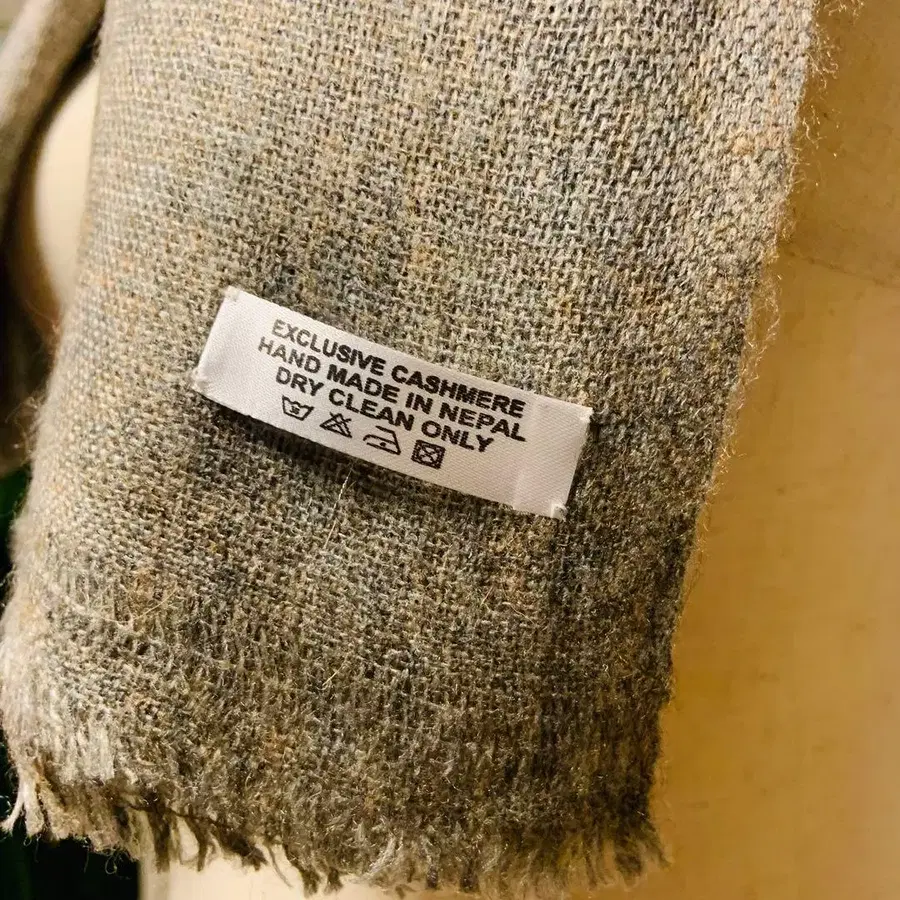 EXCLUSIVE CASHMERE
HAND MADE IN NEPAL
DRY CLEAN ONLY